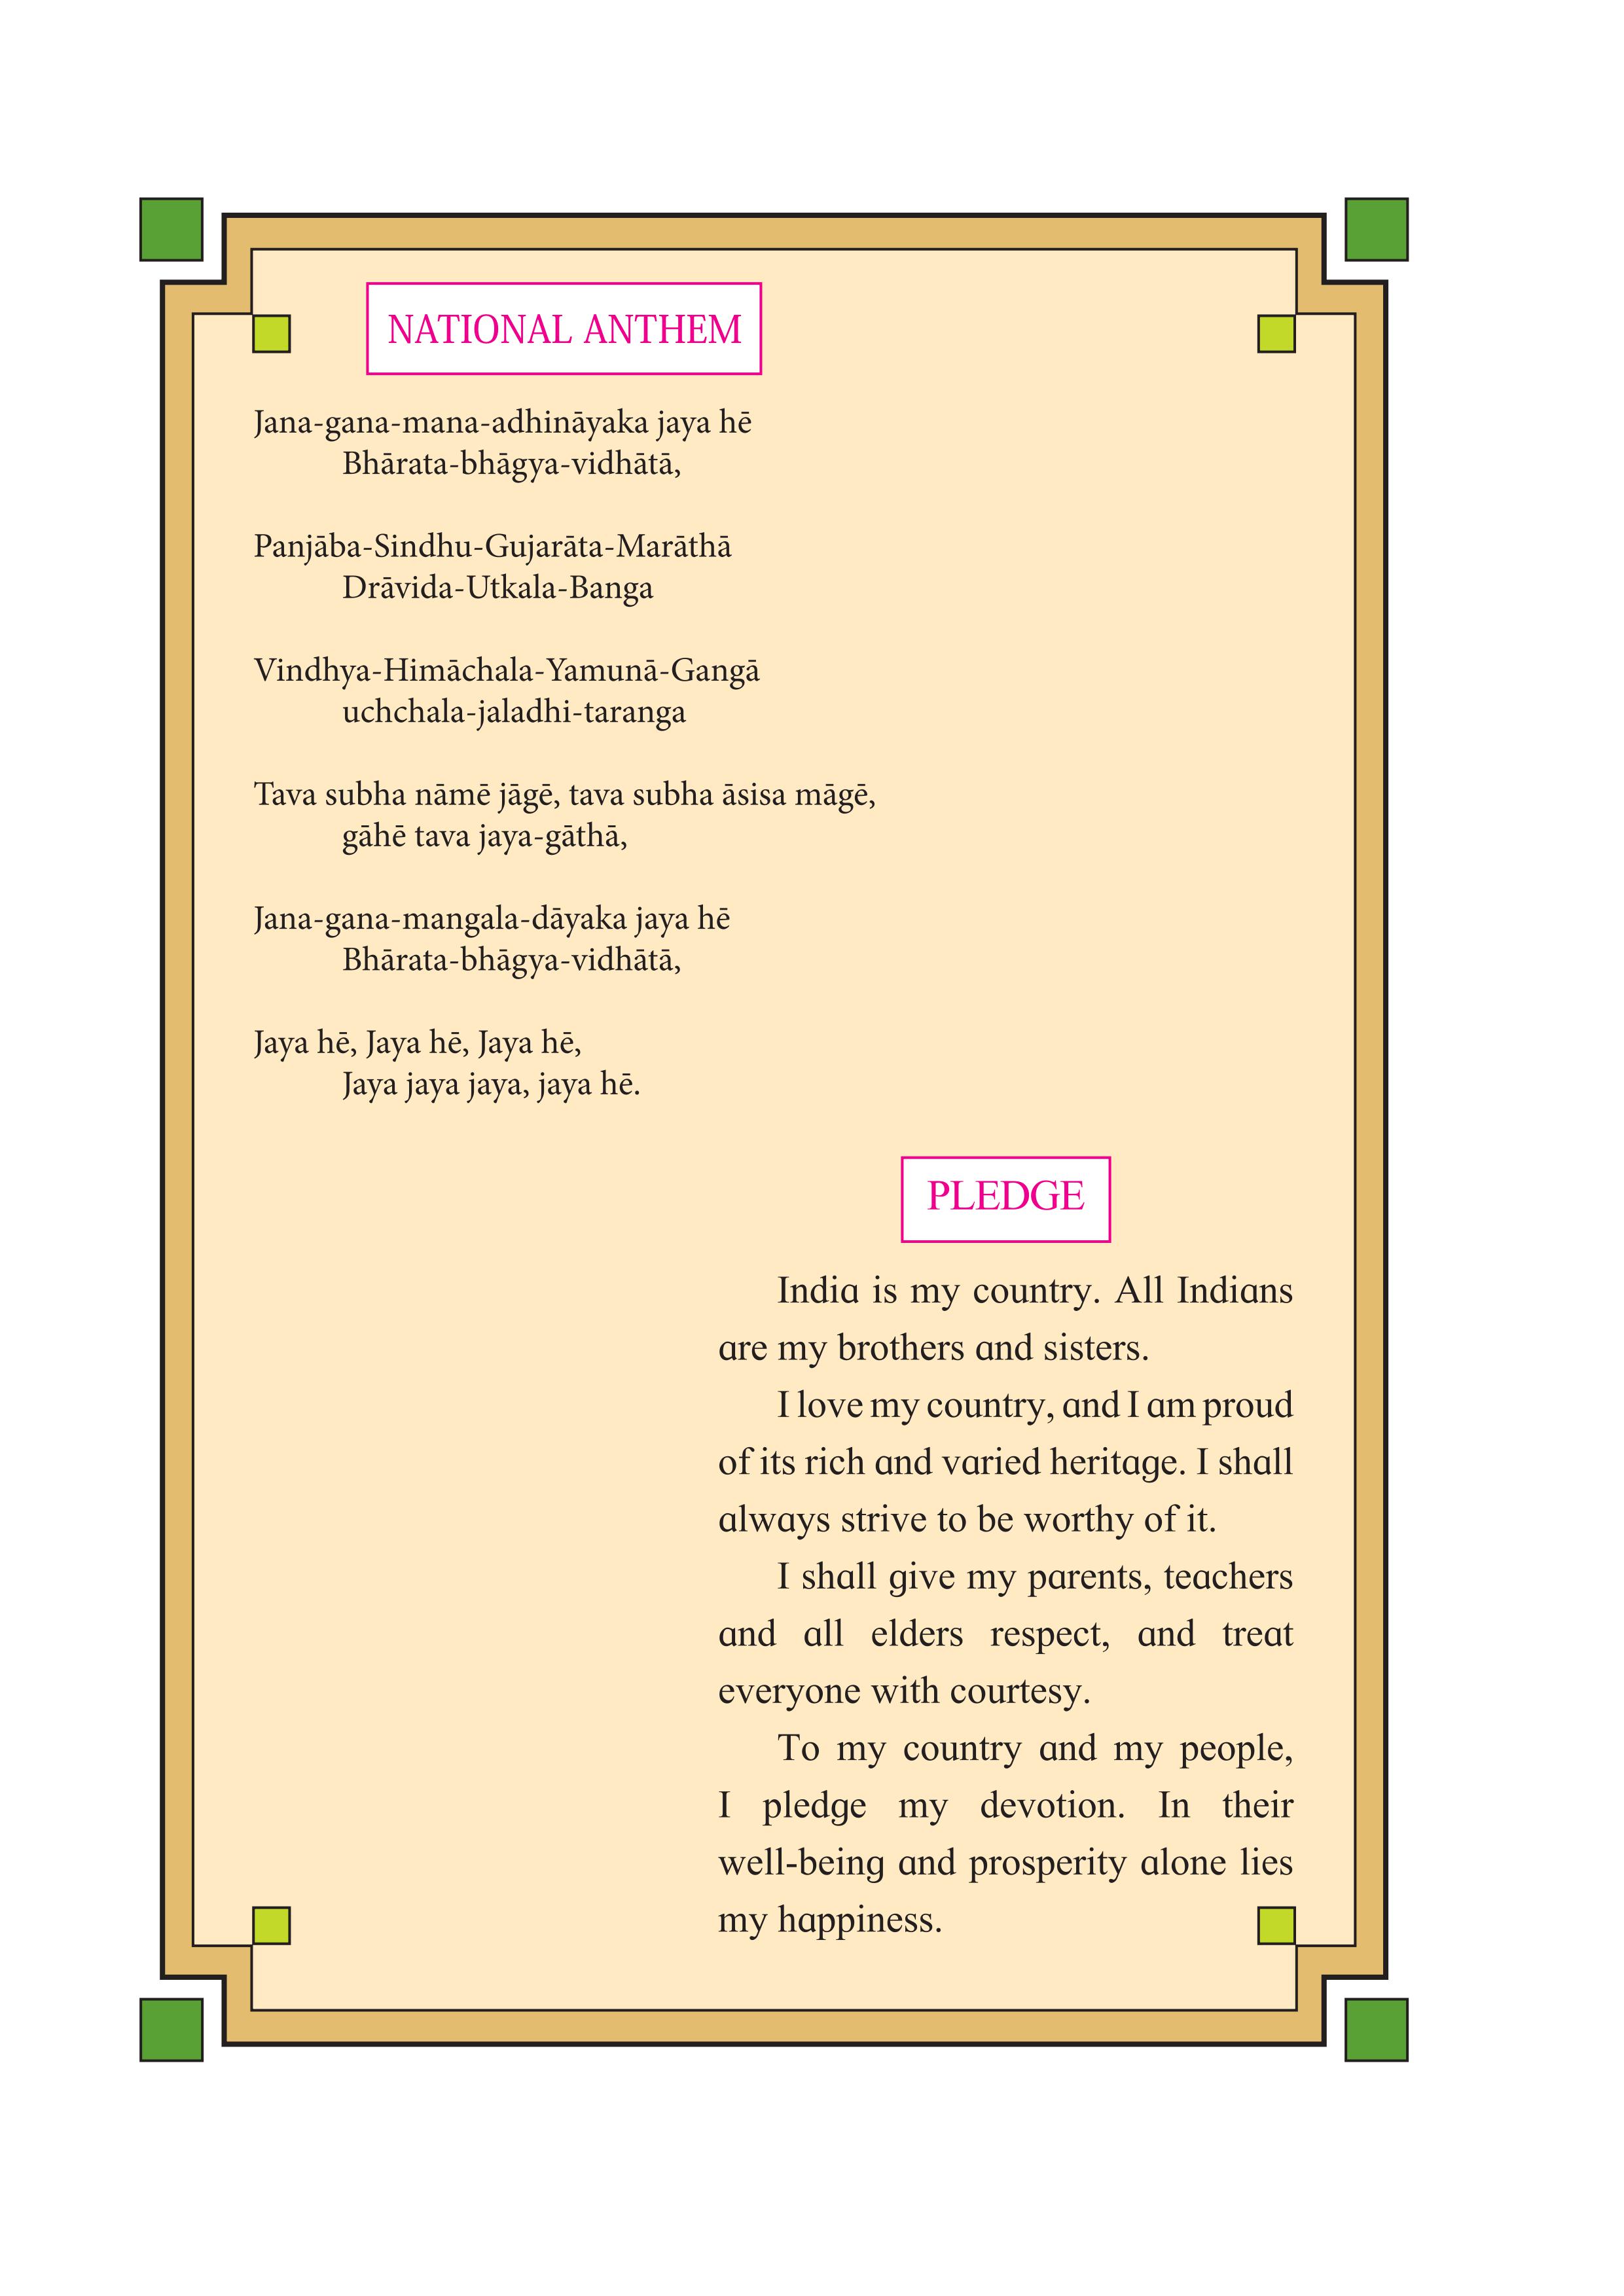 NATIONAL ANTHEM
Jana-gana-mana-adhināyaka jaya hē
Bhārata-bhāgya-vidhātā,
Panjāba-Sindhu-Gujarāta-Marāthā
Drāvida-Utkala-Banga
Vindhya-Himāchala-Yamunā-Gangā
uchchala-jaladhi-taranga
Tava subha nāmē jāgē, tava subha āsisa māgē,
gāhē tava jaya-gāthā,
Jana-gana-mangala-dāyaka jaya hē
Bhārata-bhāgya-vidhātā,
Jaya hē, Jaya hē, Jaya hē,
Jaya jaya jaya, jaya hē.
PLEDGE
India is my country. All Indians
are my brothers and sisters.
I love my country, and I am proud
of its rich and varied heritage. I shall
always strive to be worthy of it.
I shall give my parents, teachers
and all elders respect, and treat
everyone with courtesy.
To my country and my people,
I pledge my devotion. In their
well-being and prosperity alone lies
my happiness.